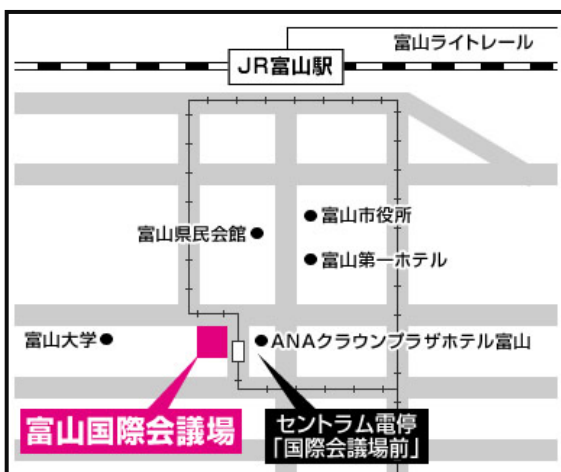 富山ライトレール
JR富山駅
富山市役所
富山県民会館
富山第一ホテル
富山大学
ANAクラウンプラザホテル富山
富山国際会議場
セントラム電停
「国際会議場前」